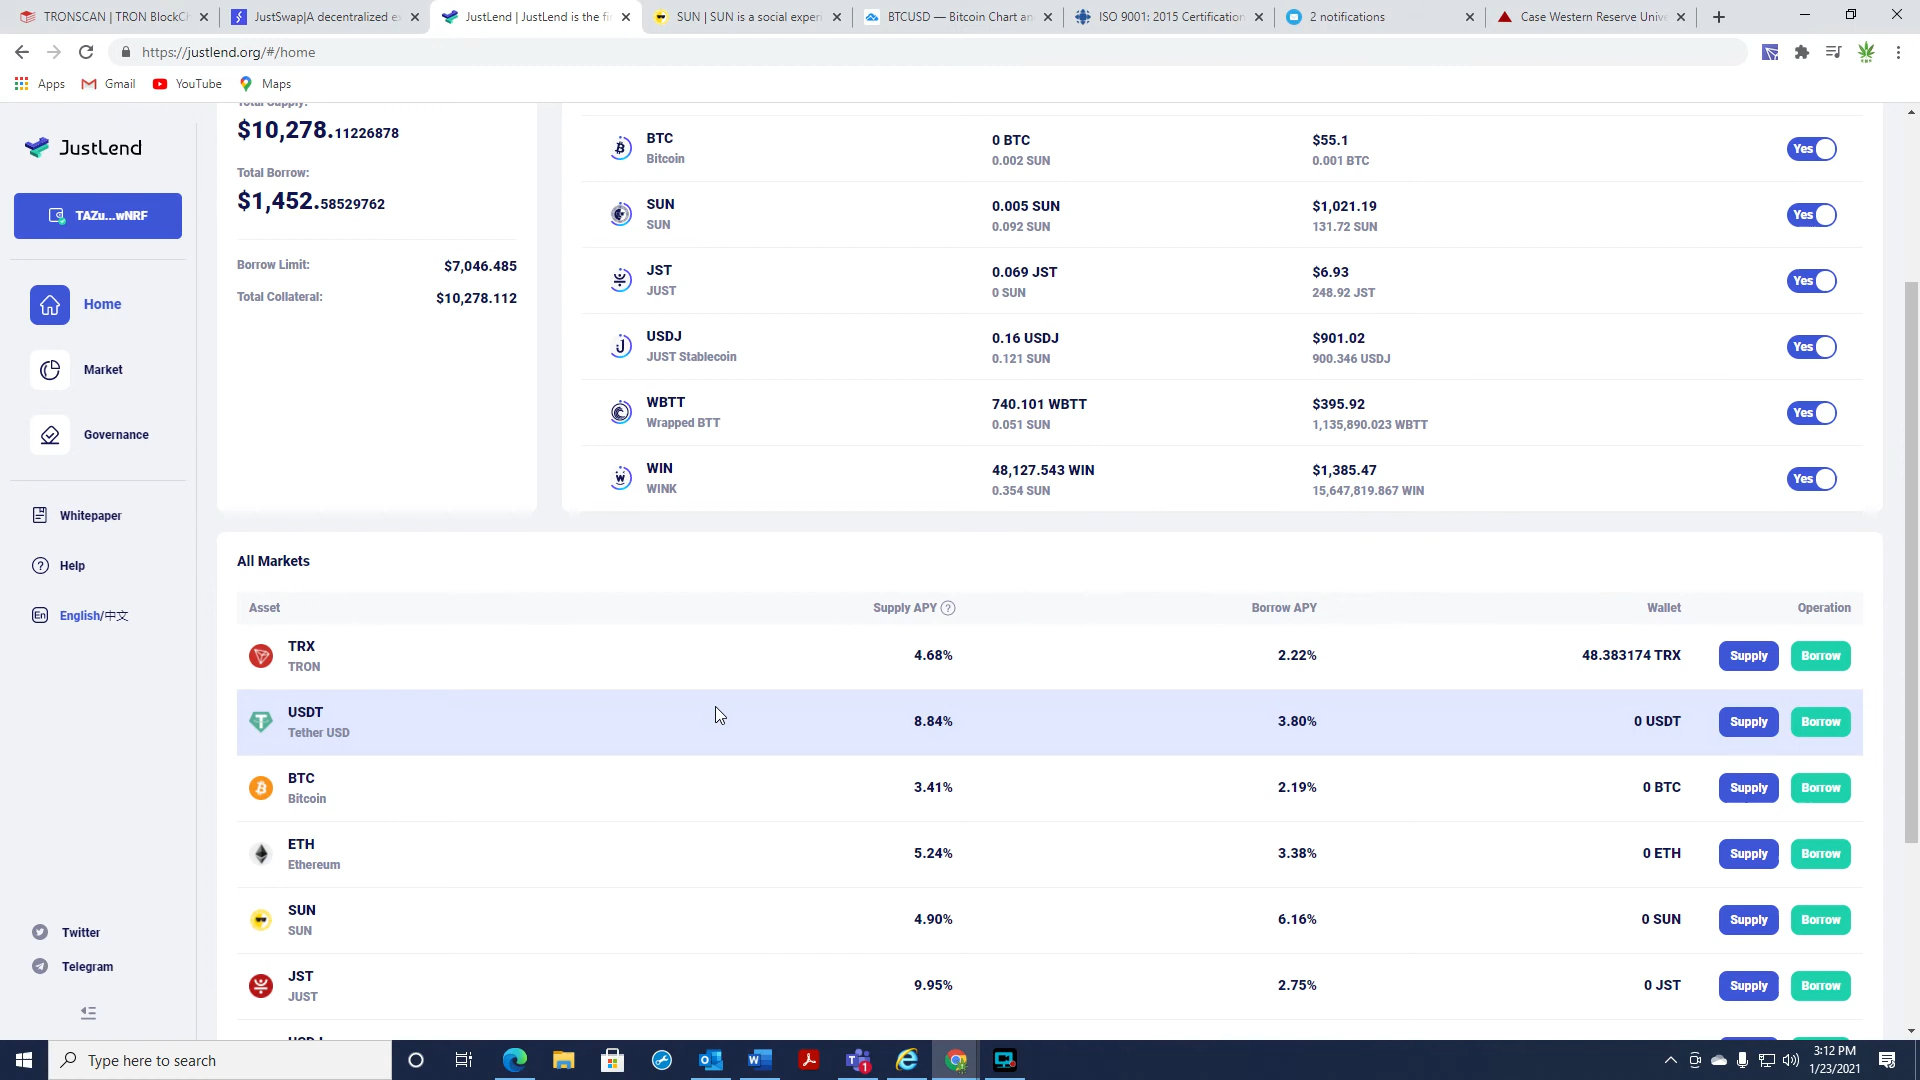 TRONSCAN | TRON BlockCh
JustSwap|A decentralized ex
JustLend | JustLend is the fir
SUN | SUN is a social experi
BTCUSD — Bitcoin Chart an
ISO 9001: 2015 Certification
2 notifications
Case Western Reserve Unive
https://justlend.org/#/home
Apps
Gmail
YouTube
Maps
JustLend
TAZu...wNRF
Home
Market
Governance
Whitepaper
Help
English/中文
Twitter
Telegram
Total Supply:
$10,278.11226878
Total Borrow:
$1,452.58529762
Borrow Limit: $7,046.485
Total Collateral: $10,278.112
BTC 0 BTC $55.1 Yes
Bitcoin 0.002 SUN 0.001 BTC
SUN 0.005 SUN $1,021.19 Yes
SUN 0.092 SUN 131.72 SUN
JST 0.069 JST $6.93 Yes
JUST 0 SUN 248.92 JST
USDJ 0.16 USDJ $901.02 Yes
JUST Stablecoin 0.121 SUN 900.346 USDJ
WBTT 740.101 WBTT $395.92 Yes
Wrapped BTT 0.051 SUN 1,135,890.023 WBTT
WIN 48,127.543 WIN $1,385.47 Yes
WINK 0.354 SUN 15,647,819.867 WIN
All Markets
Asset Supply APY ? Borrow APY Wallet Operation
TRX 4.68% 2.22% 48.383174 TRX Supply Borrow
TRON
USDT 8.84% 3.80% 0 USDT Supply Borrow
Tether USD
BTC 3.41% 2.19% 0 BTC Supply Borrow
Bitcoin
ETH 5.24% 3.38% 0 ETH Supply Borrow
Ethereum
SUN 4.90% 6.16% 0 SUN Supply Borrow
SUN
JST 9.95% 2.75% 0 JST Supply Borrow
JUST
Type here to search
3:12 PM
1/23/2021